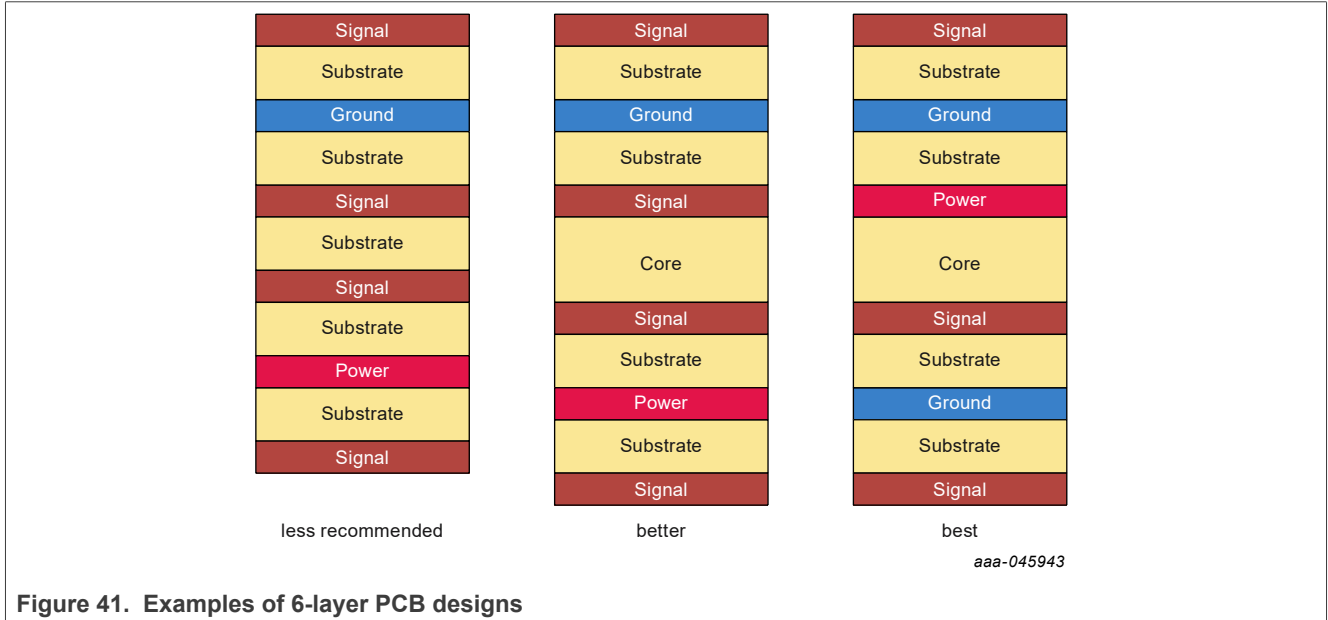 Signal
Substrate
Ground
Substrate
Signal
Substrate
Signal
Substrate
Power
Substrate
Signal
less recommended
Signal
Substrate
Ground
Substrate
Signal
Core
Signal
Substrate
Power
Substrate
Signal
better
Signal
Substrate
Ground
Substrate
Power
Core
Signal
Substrate
Ground
Substrate
Signal
best
aaa-045943
Figure 41. Examples of 6-layer PCB designs